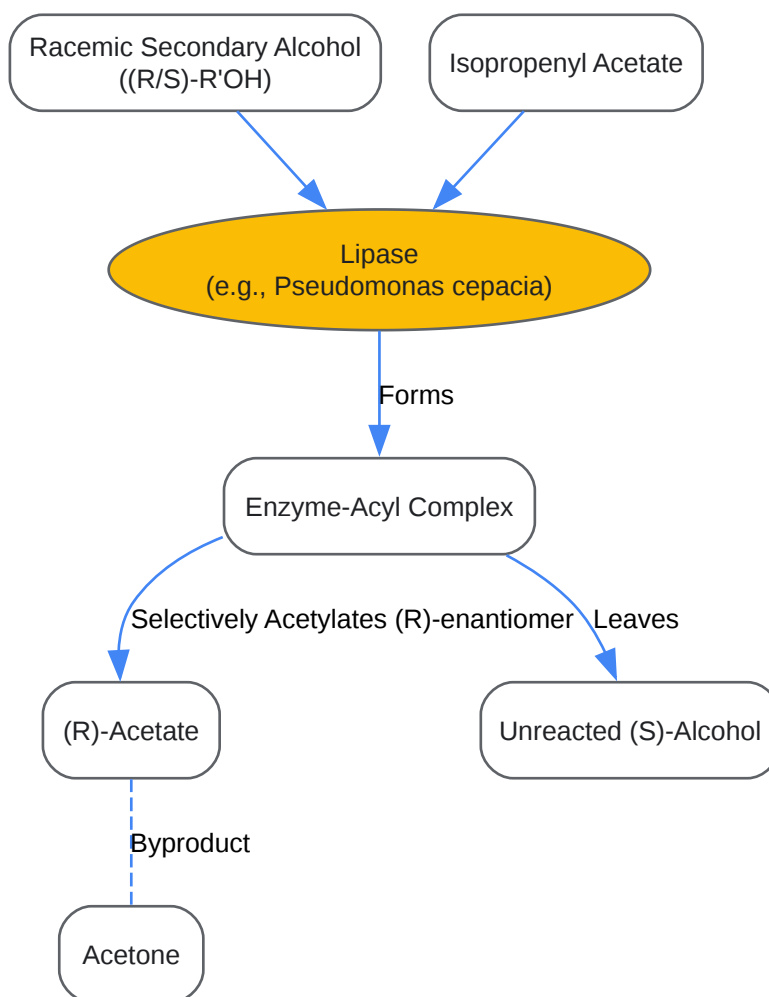 Racemic Secondary Alcohol
((R/S)-R'OH)
Isopropenyl Acetate
Lipase
(e.g., Pseudomonas cepacia)
Forms
Enzyme-Acyl Complex
Selectively Acetylates (R)-enantiomer
Leaves
(R)-Acetate
Unreacted (S)-Alcohol
Byproduct
Acetone